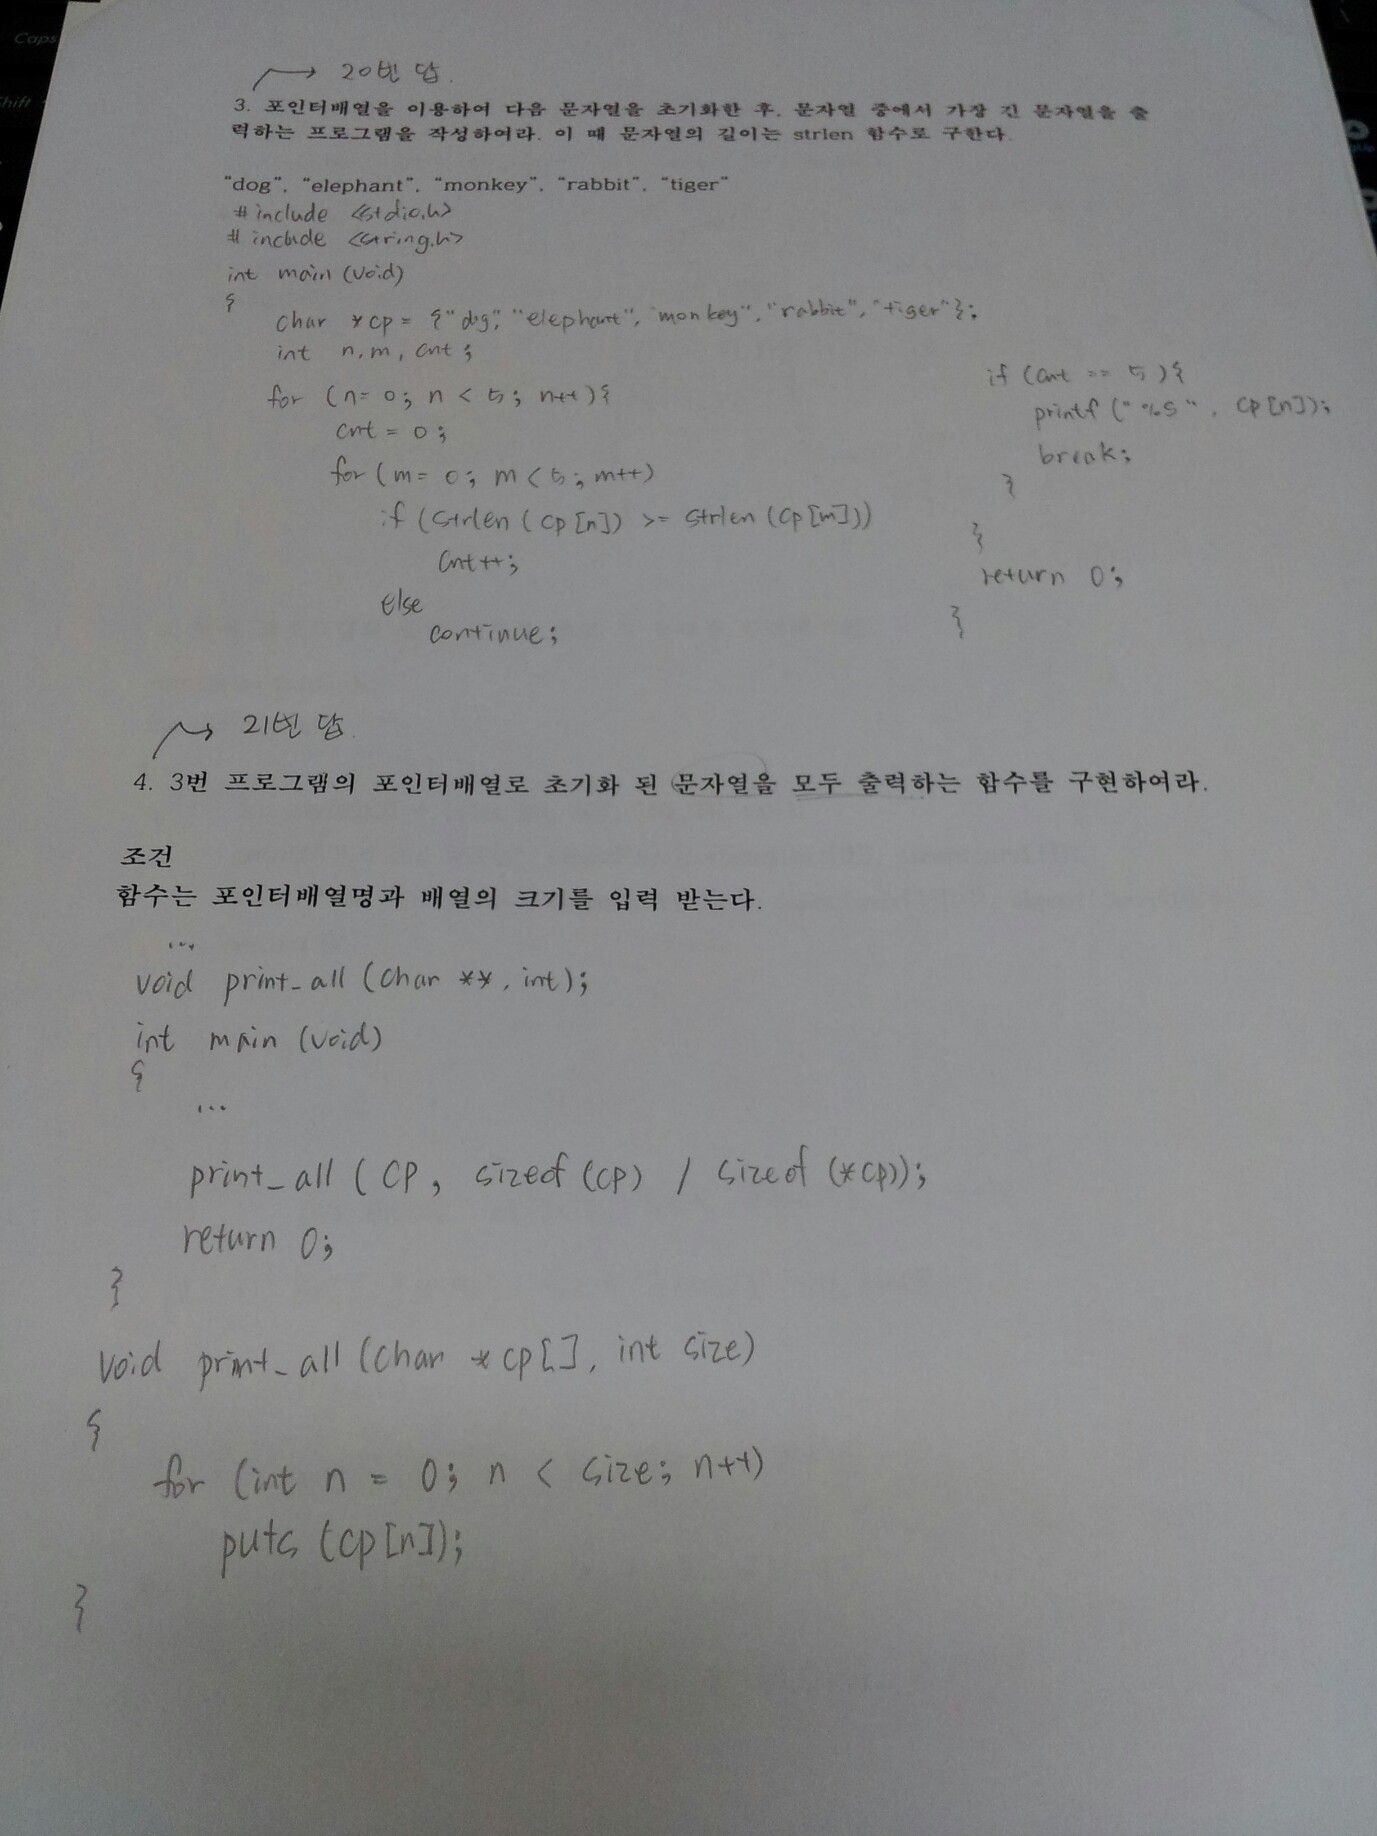 20번 답.
3. 포인터배열을 이용하여 다음 문자열을 초기화한 후, 문자열 중에서 가장 긴 문자열을 출
력하는 프로그램을 작성하여라. 이 때 문자열의 길이는 strlen 함수로 구한다.
"dog", "elephant", "monkey", "rabbit", "tiger"
#include <stdio.h>
#include <string.h>
int main (void)
{
char *cp = {"dog", "elephant", "monkey", "rabbit", "tiger"};
int n, m, cnt;
for (n= 0; n < 5; n++){
cnt = 0;
for (m= 0; m < 5; m++)
if (strlen (cp[n]) >= strlen (cp[m]))
cnt++;
else
continue;
if (cnt == 5){
printf ("%s", cp[n]);
break;
}
}
return 0;
}
21번 답.
4. 3번 프로그램의 포인터배열로 초기화 된 문자열을 모두 출력하는 함수를 구현하여라.
조건
함수는 포인터배열명과 배열의 크기를 입력 받는다.
...
void print_all (char **, int);
int main (void)
{
...
print_all (cp, sizeof (cp) / sizeof (*cp));
return 0;
}
void print_all (char *cp[], int size)
{
for (int n = 0; n < size; n++)
puts (cp[n]);
}